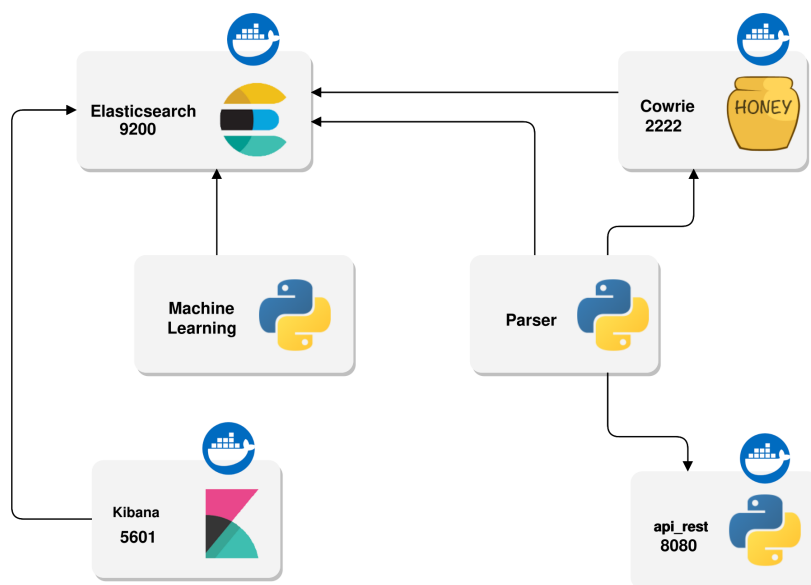 Elasticsearch
9200
Cowrie
2222
HONEY
Machine
Learning
Parser
Kibana
5601
api_rest
8080